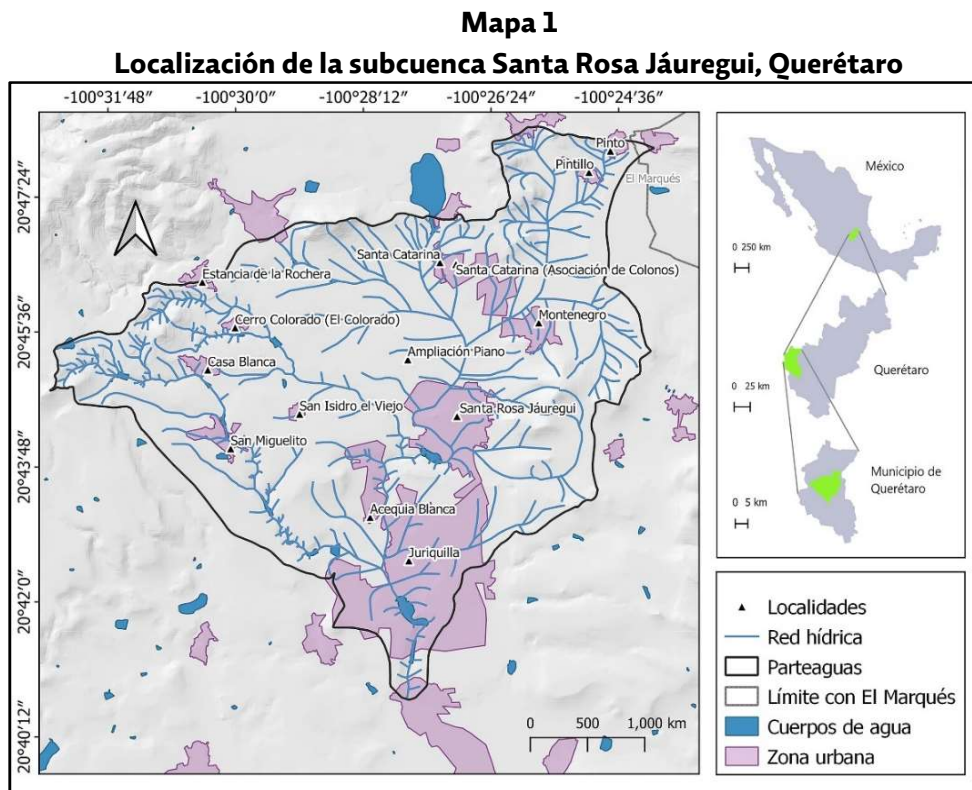 Mapa 1
Localización de la subcuenca Santa Rosa Jáuregui, Querétaro
-100°31'48" -100°30'0" -100°28'12" -100°26'24" -100°24'36"
20°47'24"
20°45'36"
20°43'48"
20°42'0"
20°40'12"
Pinto
Pintillo
El Marqués
Santa Catarina
Santa Catarina (Asociación de Colonos)
Estancia de la Rochera
Cerro Colorado (El Colorado)
Montenegro
Casa Blanca
Ampliación Piano
San Isidro el Viejo
Santa Rosa Jáuregui
San Miguelito
Acequia Blanca
Juriquilla
0 500 1,000 km
México
0 250 km
Querétaro
0 25 km
Municipio de
Querétaro
0 5 km
Localidades
Red hídrica
Parteaguas
Límite con El Marqués
Cuerpos de agua
Zona urbana